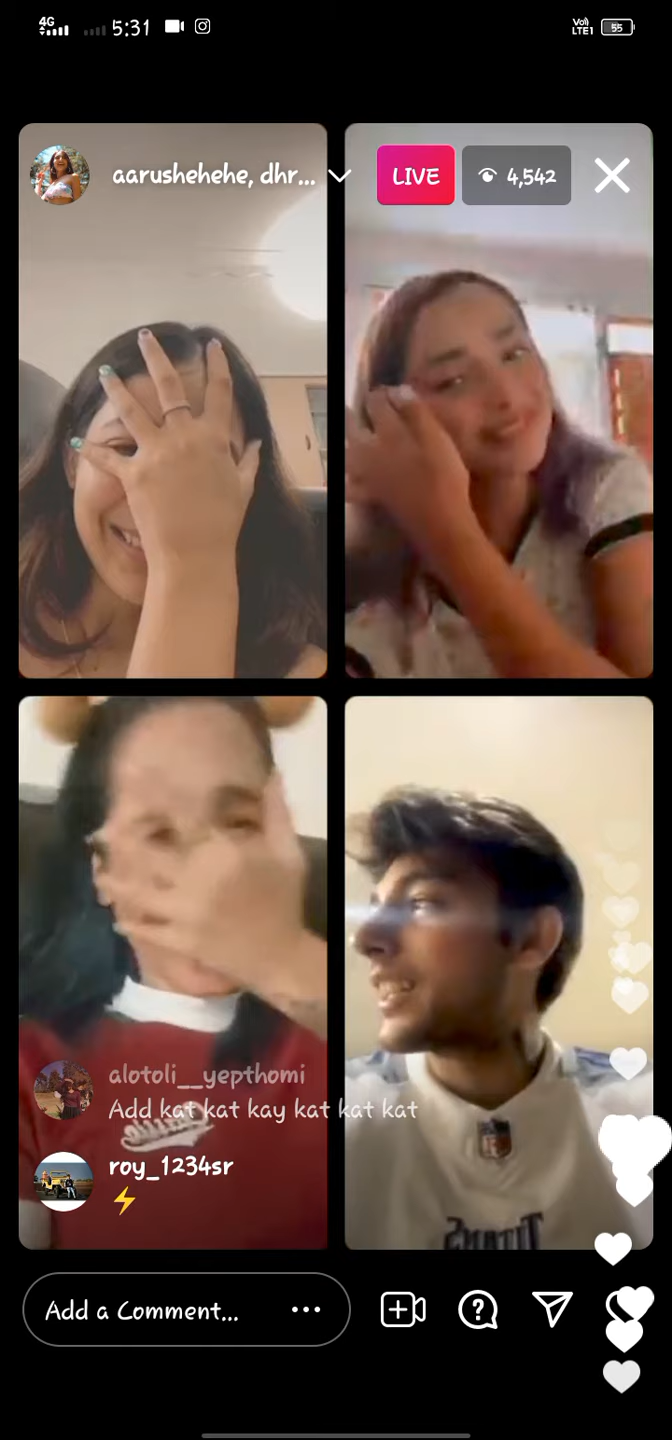 4G 5:31 Vo)) LTE1 55
aarushehehe, dhr... LIVE 4,542
alotoli__yepthomi
Add kat kat kay kat kat kat
roy_1234sr
TITANS
Add a Comment...